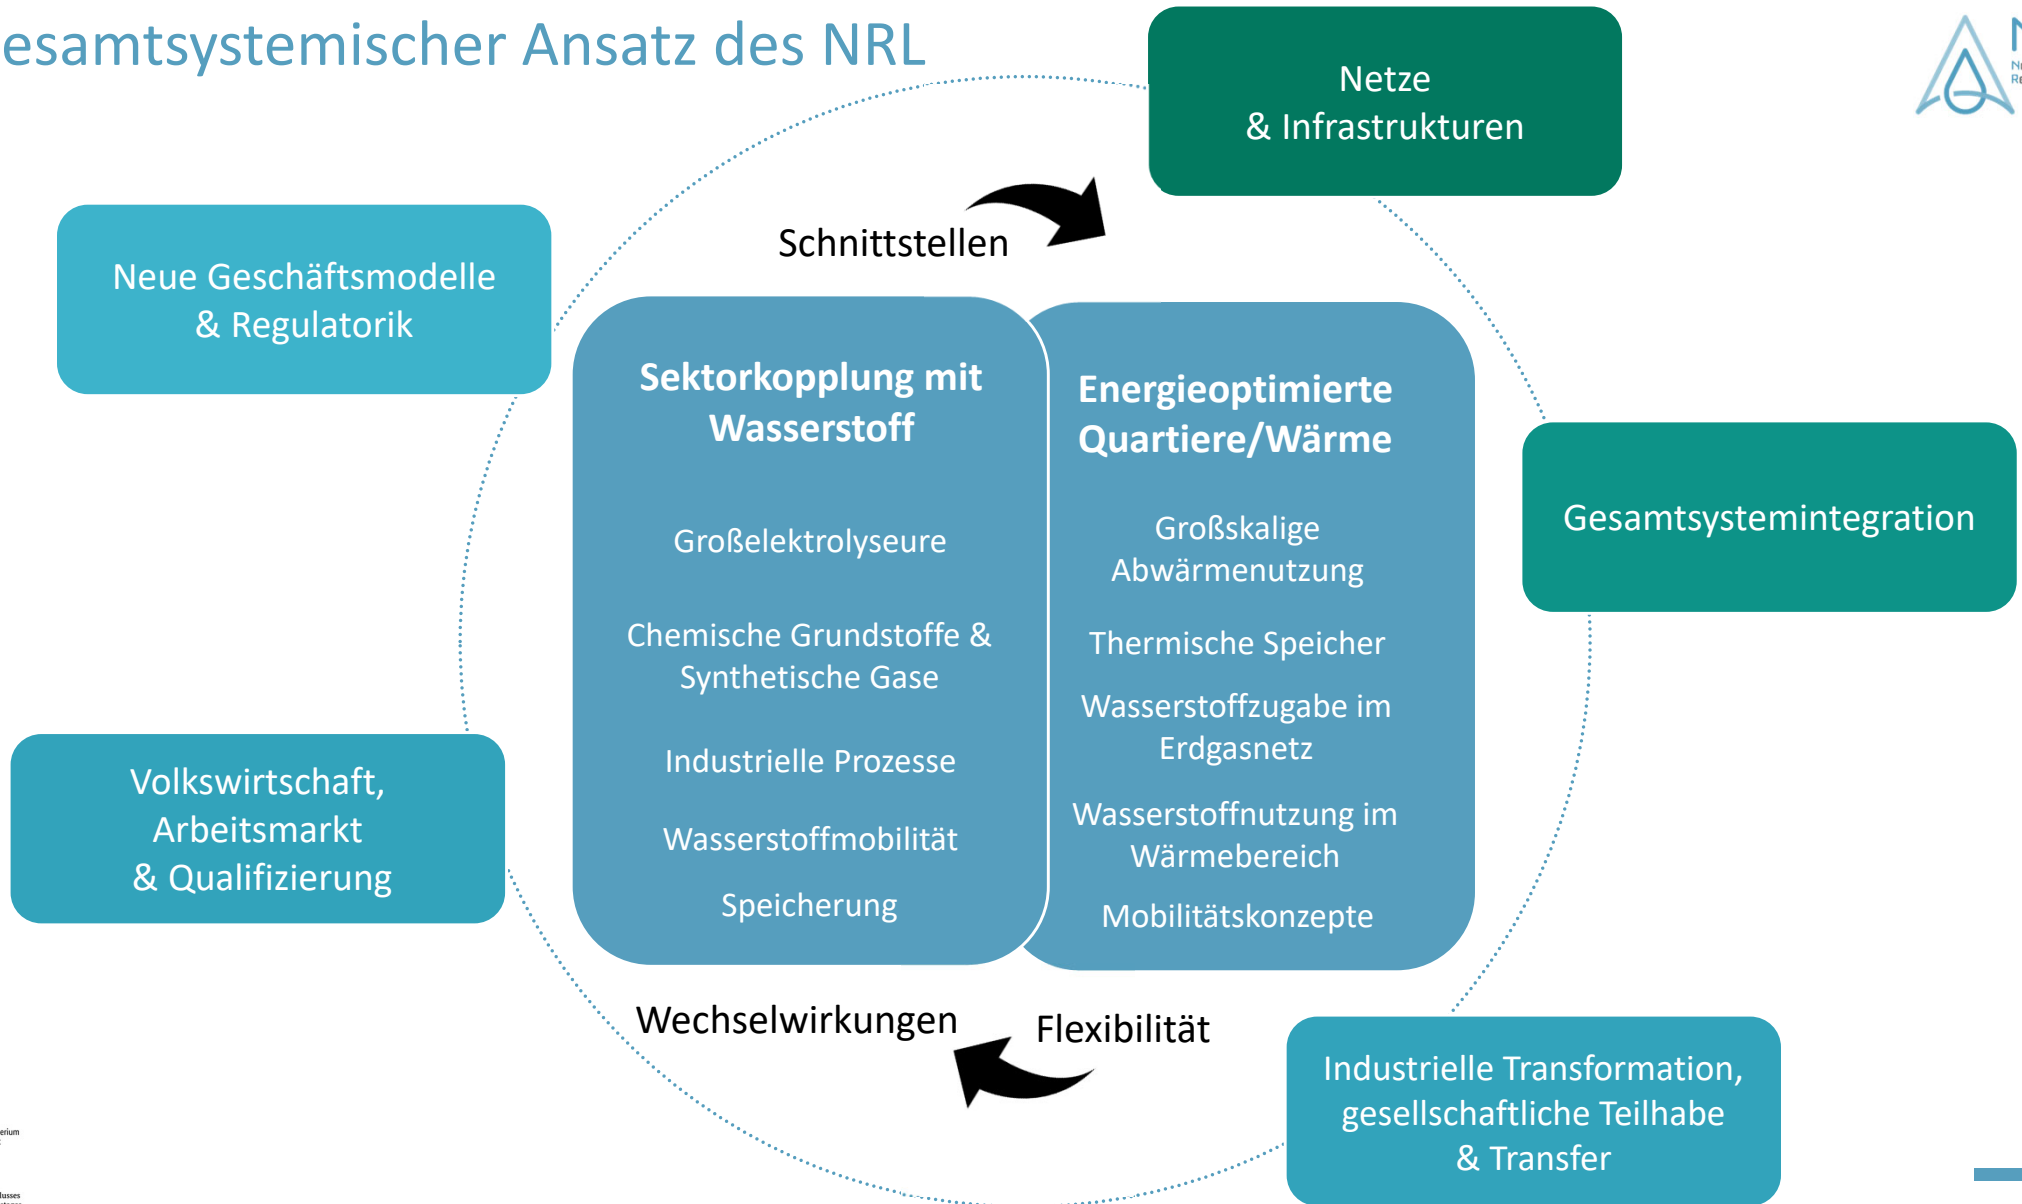 esamtsystemischer Ansatz des NRL
Netze
& Infrastrukturen
Schnittstellen
Neue Geschäftsmodelle
& Regulatorik
Sektorkopplung mit
Wasserstoff
Großelektrolyseure
Chemische Grundstoffe &
Synthetische Gase
Industrielle Prozesse
Wasserstoffmobilität
Speicherung
Energieoptimierte
Quartiere/Wärme
Großskalige
Abwärmenutzung
Thermische Speicher
Wasserstoffzugabe im
Erdgasnetz
Wasserstoffnutzung im
Wärmebereich
Mobilitätskonzepte
Gesamtsystemintegration
Volkswirtschaft,
Arbeitsmarkt
& Qualifizierung
Wechselwirkungen
Flexibilität
Industrielle Transformation,
gesellschaftliche Teilhabe
& Transfer
erium
lusses